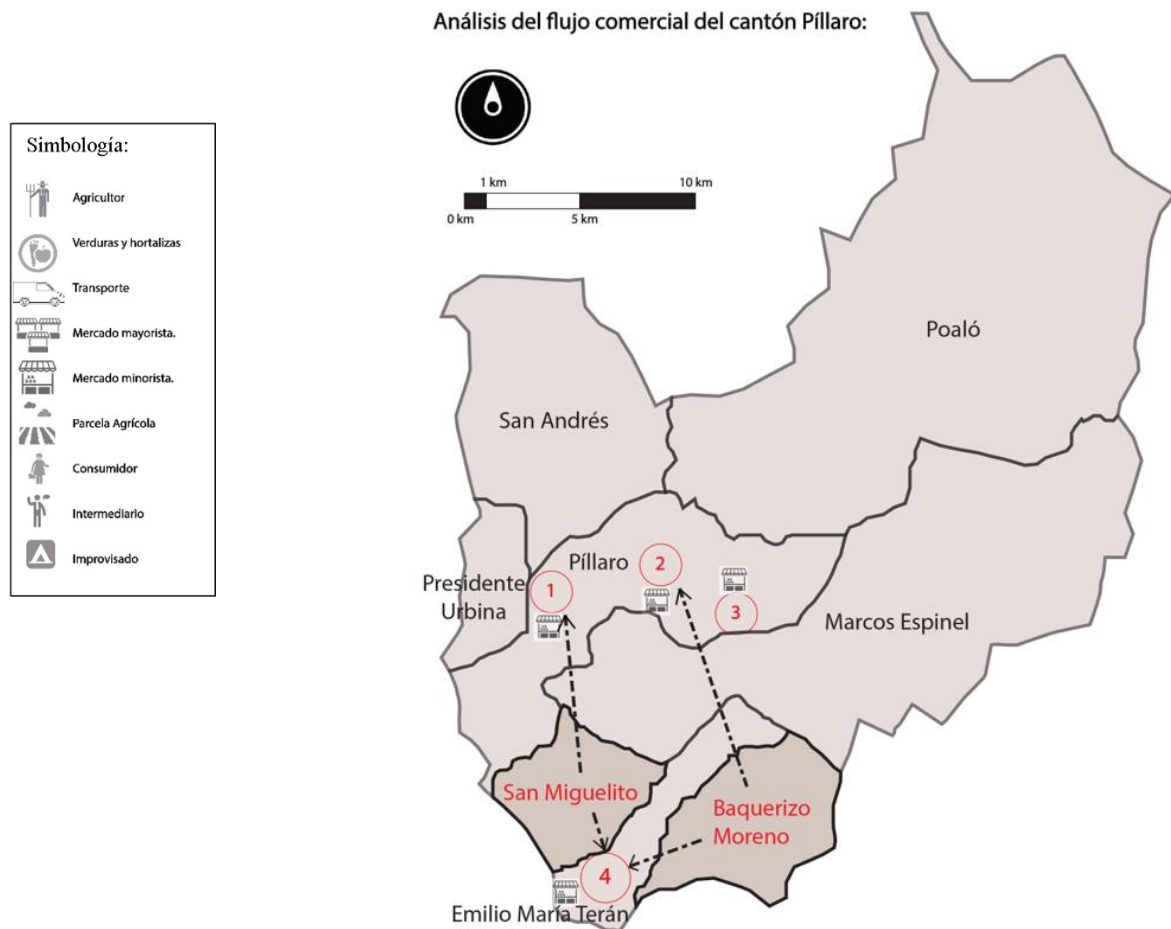 Análisis del flujo comercial del cantón Píllaro:
1 km
10 km
0 km
5 km
Simbología:
Agricultor
Verduras y hortalizas
Transporte
Mercado mayorista.
Mercado minorista.
Parcela Agrícola
Consumidor
Intermediario
Improvisado
Poaló
San Andrés
Píllaro
2
Presidente
Urbina
1
3
Marcos Espinel
San Miguelito
Baquerizo
Moreno
4
Emilio María Terán